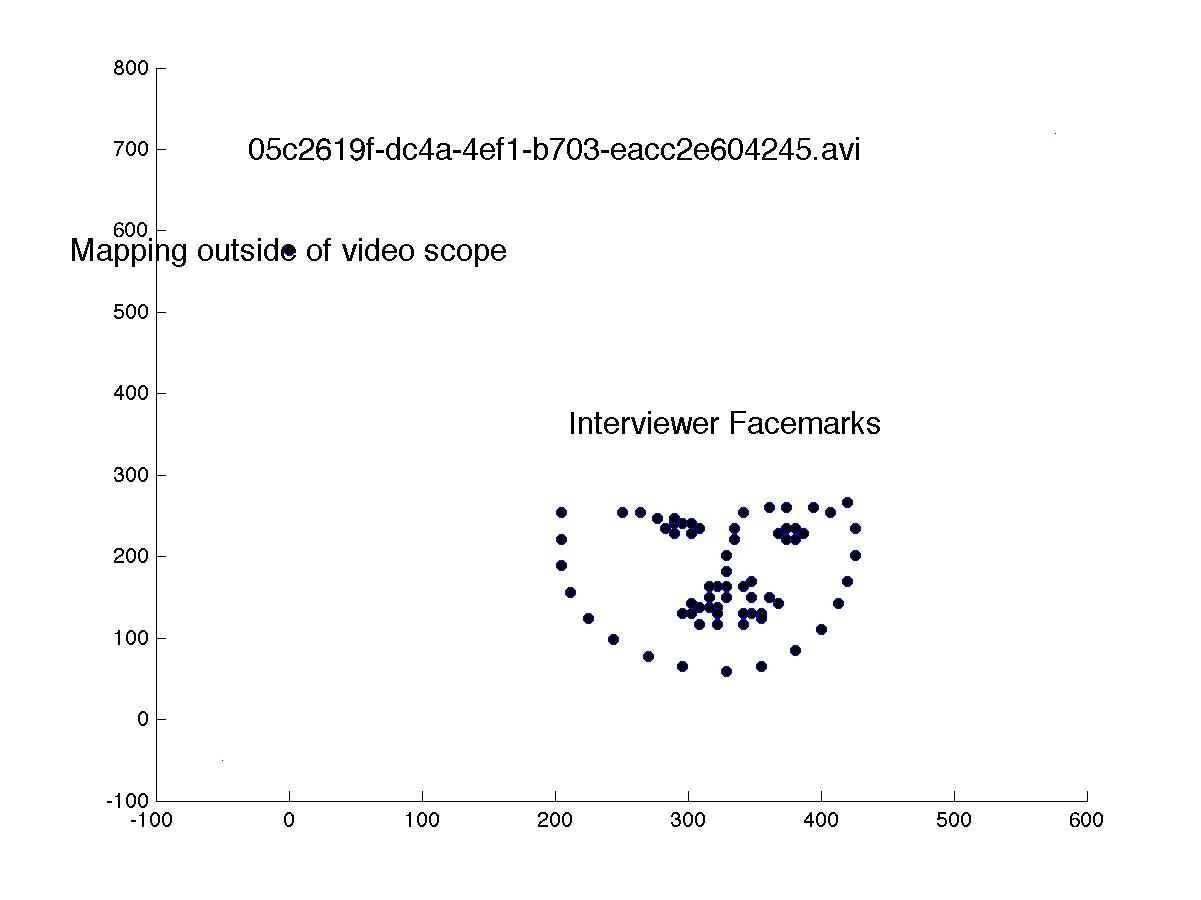 800
700
05c2619f-dc4a-4ef1-b703-eacc2e604245.avi
600
Mapping outside of video scope
500
400
Interviewer Facemarks
300
200
100
0
-100
-100 0 100 200 300 400 500 600